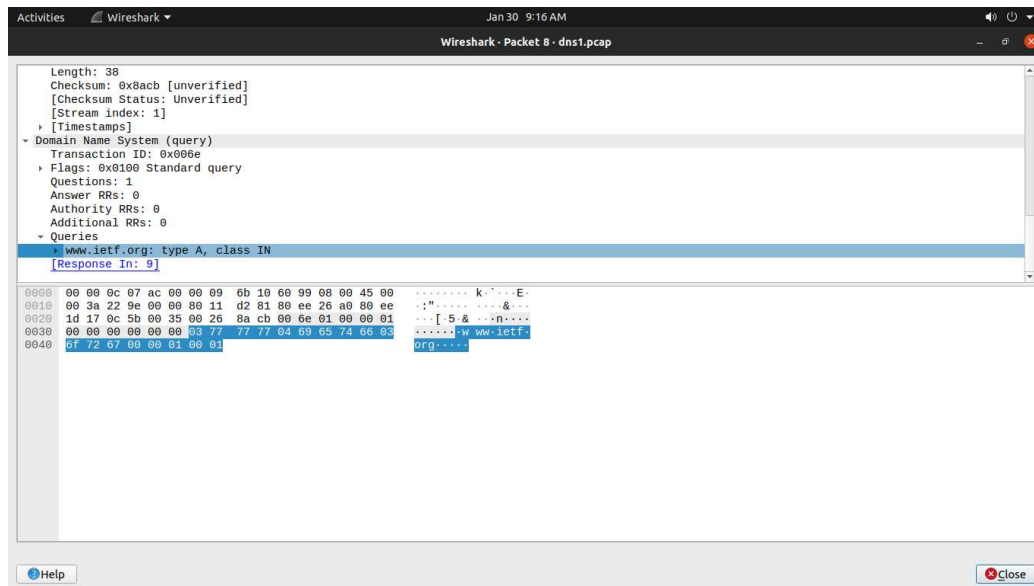 Activities Wireshark Jan 30 9:16 AM
Wireshark · Packet 8 · dns1.pcap
Length: 38
Checksum: 0x8acb [unverified]
[Checksum Status: Unverified]
[Stream index: 1]
[Timestamps]
Domain Name System (query)
Transaction ID: 0x006e
Flags: 0x0100 Standard query
Questions: 1
Answer RRs: 0
Authority RRs: 0
Additional RRs: 0
Queries
www.ietf.org: type A, class IN
[Response In: 9]
0000 00 00 0c 07 ac 00 00 09 6b 10 60 99 08 00 45 00 ········ k·`···E·
0010 00 3a 22 9e 00 00 80 11 d2 81 80 ee 26 a0 80 ee ·:"····· ····&···
0020 1d 17 0c 5b 00 35 00 26 8a cb 00 6e 01 00 00 01 ···[·5·& ···n····
0030 00 00 00 00 00 00 03 77 77 77 04 69 65 74 66 03 ·······w ww·ietf·
0040 6f 72 67 00 00 01 00 01 org·····
Help Close